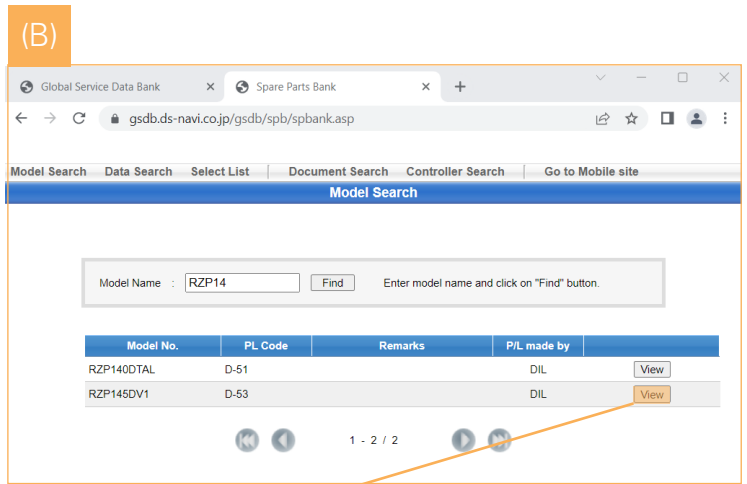 (B)
Global Service Data Bank × Spare Parts Bank × +
gsdb.ds-navi.co.jp/gsdb/spb/spbank.asp
Model Search Data Search Select List Document Search Controller Search Go to Mobile site
Model Search
Model Name : RZP14 Find Enter model name and click on "Find" button.
Model No. PL Code Remarks P/L made by
RZP140DTAL D-51 DIL View
RZP145DV1 D-53 DIL View
1 - 2 / 2